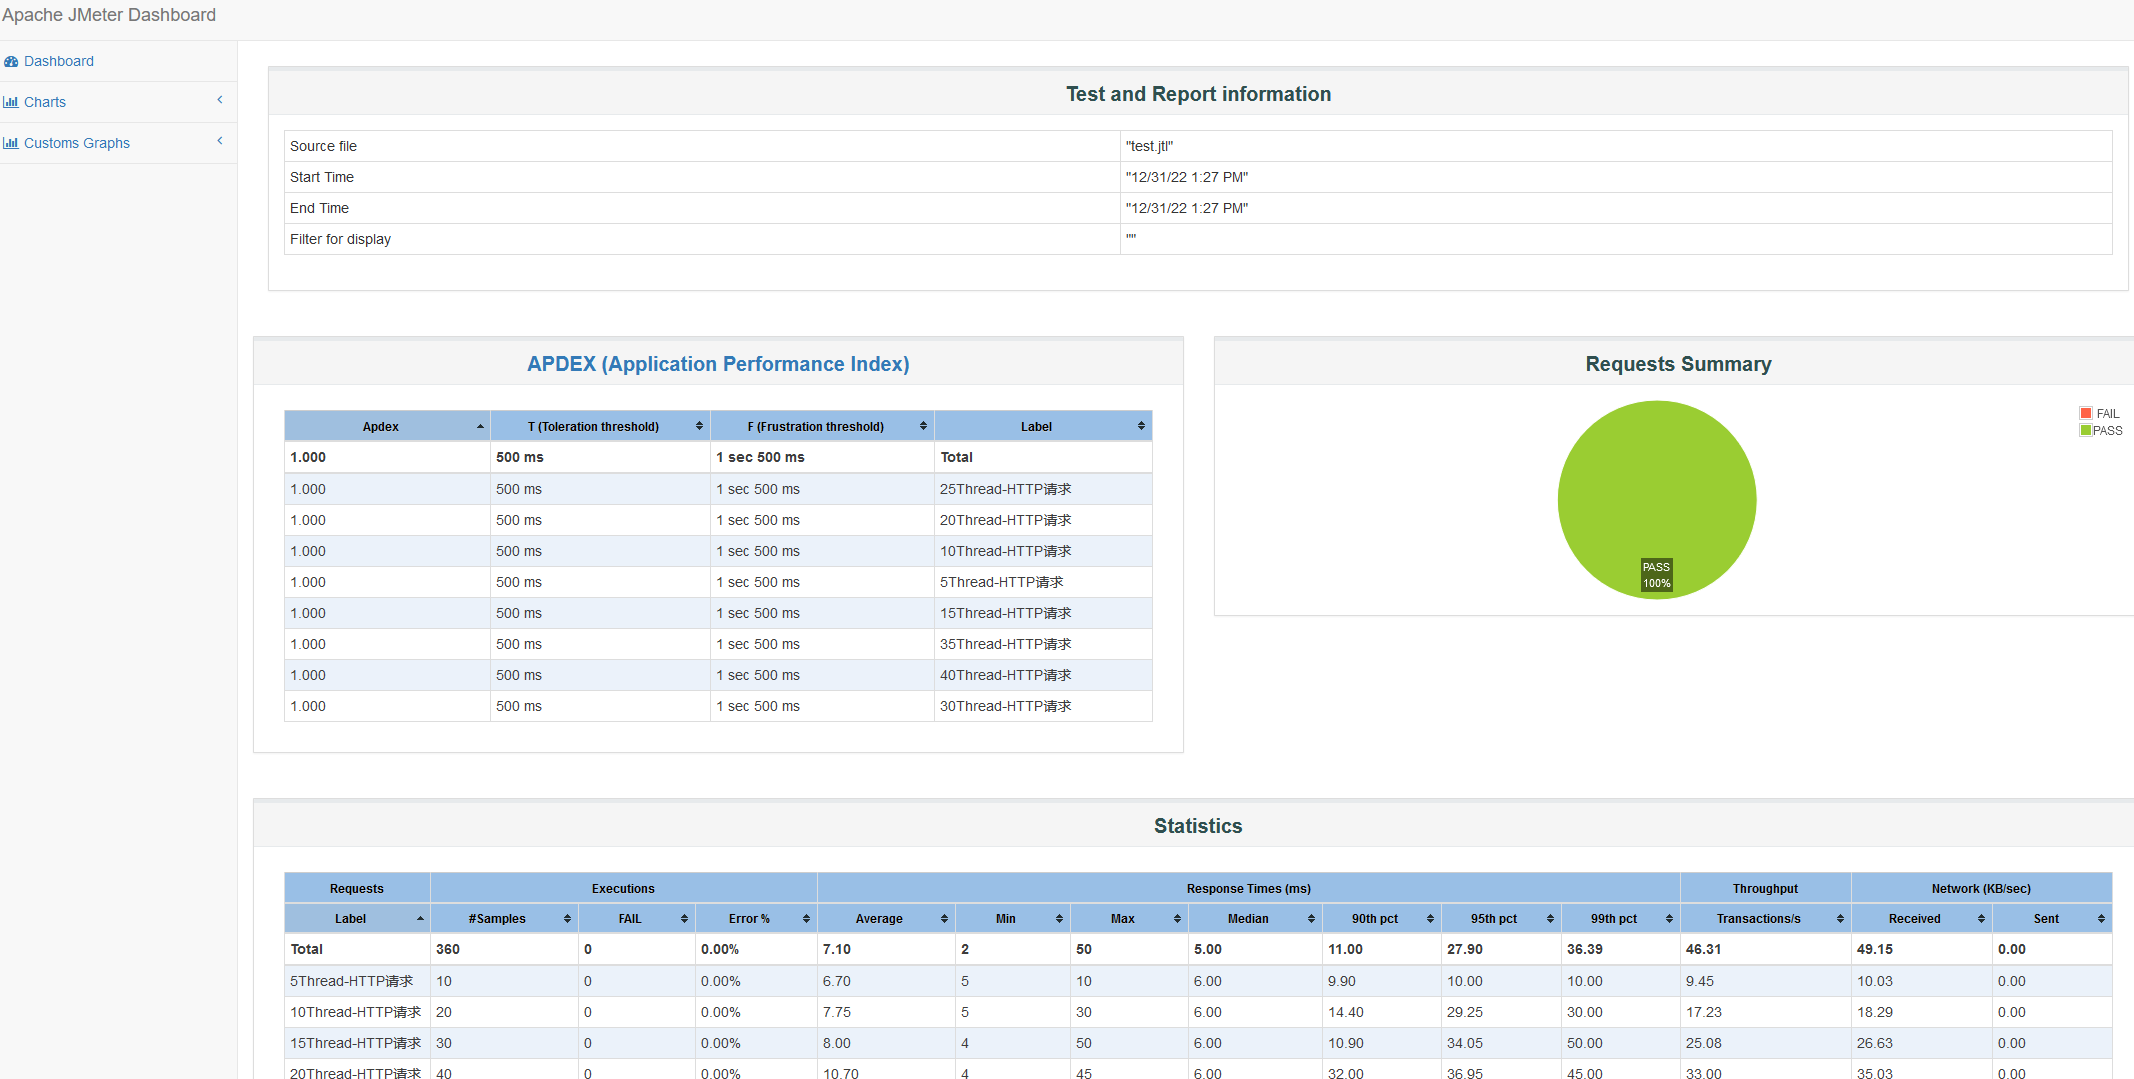 Apache JMeter Dashboard
Dashboard
Charts
Customs Graphs
Test and Report information
Source file "test.jtl"
Start Time "12/31/22 1:27 PM"
End Time "12/31/22 1:27 PM"
Filter for display ""
APDEX (Application Performance Index)
Apdex T (Toleration threshold) F (Frustration threshold) Label
1.000 500 ms 1 sec 500 ms Total
1.000 500 ms 1 sec 500 ms 25Thread-HTTP请求
1.000 500 ms 1 sec 500 ms 20Thread-HTTP请求
1.000 500 ms 1 sec 500 ms 10Thread-HTTP请求
1.000 500 ms 1 sec 500 ms 5Thread-HTTP请求
1.000 500 ms 1 sec 500 ms 15Thread-HTTP请求
1.000 500 ms 1 sec 500 ms 35Thread-HTTP请求
1.000 500 ms 1 sec 500 ms 40Thread-HTTP请求
1.000 500 ms 1 sec 500 ms 30Thread-HTTP请求
Requests Summary
FAIL
PASS
PASS
100%
Statistics
Requests Executions Response Times (ms) Throughput Network (KB/sec)
Label #Samples FAIL Error % Average Min Max Median 90th pct 95th pct 99th pct Transactions/s Received Sent
Total 360 0 0.00% 7.10 2 50 5.00 11.00 27.90 36.39 46.31 49.15 0.00
5Thread-HTTP请求 10 0 0.00% 6.70 5 10 6.00 9.90 10.00 10.00 9.45 10.03 0.00
10Thread-HTTP请求 20 0 0.00% 7.75 5 30 6.00 14.40 29.25 30.00 17.23 18.29 0.00
15Thread-HTTP请求 30 0 0.00% 8.00 4 50 6.00 10.90 34.05 50.00 25.08 26.63 0.00
20Thread-HTTP请求 40 0 0.00% 10.70 4 45 6.00 32.00 36.95 45.00 33.00 35.03 0.00